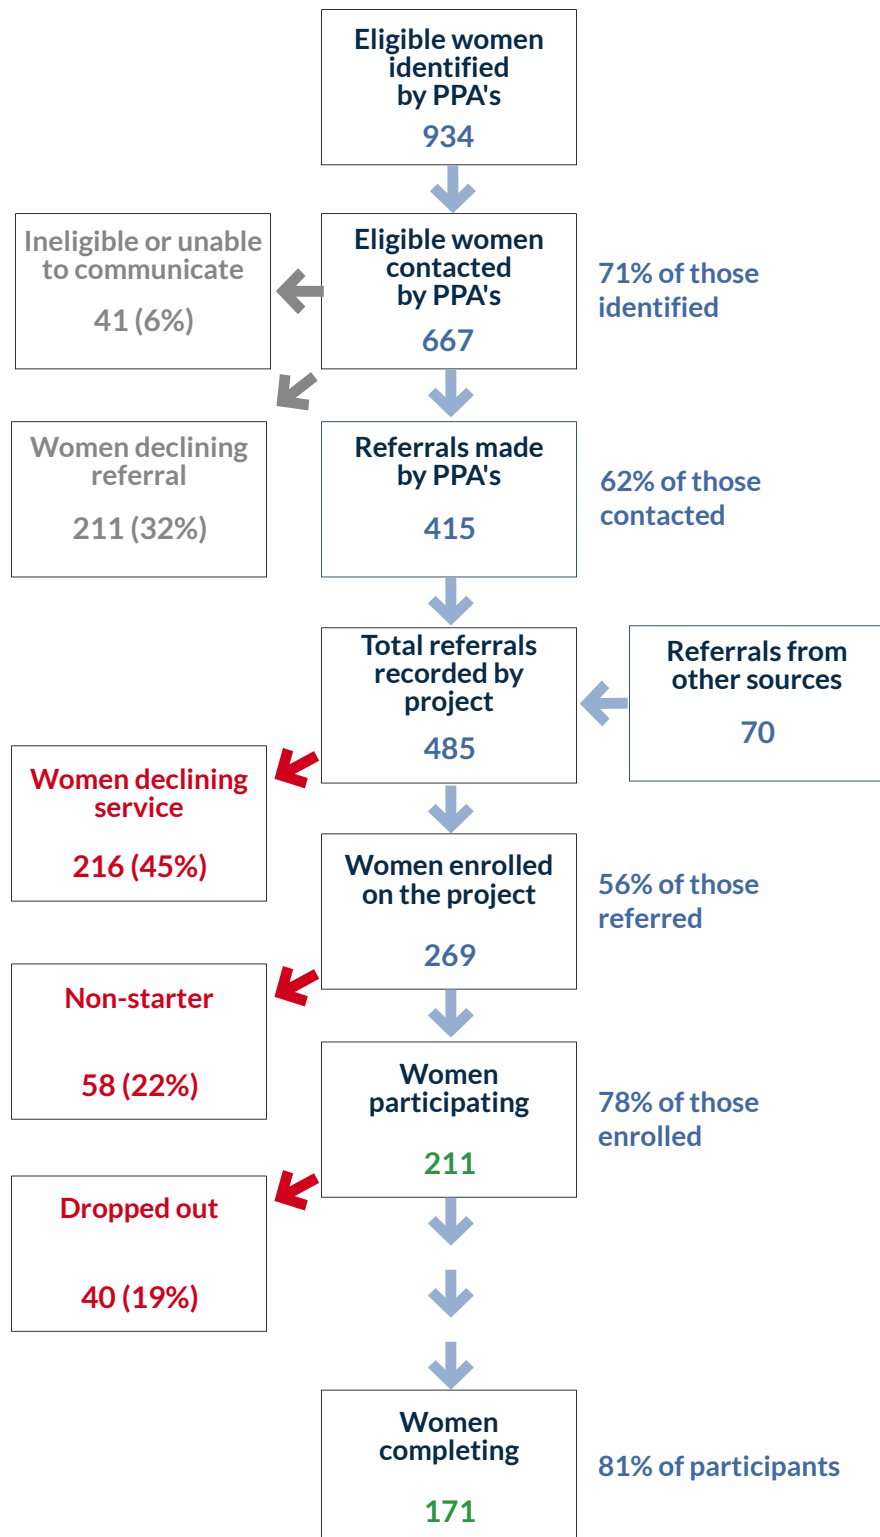 Eligible women
identified
by PPA's
934
Ineligible or unable
to communicate
41 (6%)
Eligible women
contacted
by PPA's
667
71% of those
identified
Women declining
referral
211 (32%)
Referrals made
by PPA's
415
62% of those
contacted
Total referrals
recorded by
project
485
Referrals from
other sources
70
Women declining
service
216 (45%)
Women enrolled
on the project
269
56% of those
referred
Non-starter
58 (22%)
Women
participating
211
78% of those
enrolled
Dropped out
40 (19%)
Women
completing
171
81% of participants